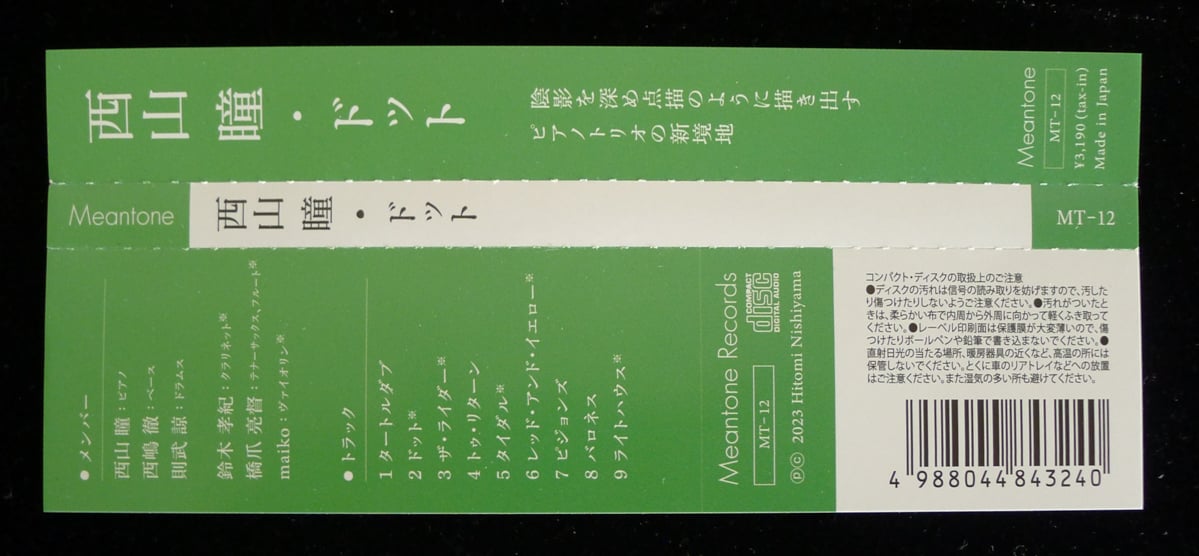 西山 瞳・ドット
陰影を深め点描のように描き出す
ピアノトリオの新境地
Meantone
MT-12
¥3,190 (tax-in)
Made in Japan
Meantone
西山 瞳・ドット
MT-12
●メンバー
西山 瞳：ピアノ
西嶋 徹：ベース
則武 諒：ドラムス
鈴木 孝紀：クラリネット※
橋爪 亮督：テナーサックス、フルート※
maiko：ヴァイオリン※
●トラック
1 タートルダブ
2 ドット※
3 ザ・ライダー※
4 トゥ・リターン
5 タイダル※
6 レッド・アンド・イエロー※
7 ピジョンズ
8 バロネス
9 ライトハウス※
Meantone Records
MT-12
COMPACT
disc
DIGITAL AUDIO
ⓟⓒ 2023 Hitomi Nishiyama
コンパクト・ディスクの取扱上のご注意
●ディスクの汚れは信号の読み取りを妨げますので、汚した
り傷つけたりしないようご注意ください。●汚れがついたと
きは、柔らかい布で内周から外周に向かって軽くふき取って
ください。●レーベル印刷面は保護膜が大変薄いので、傷
つけたりボールペンや鉛筆で書き込まないでください。●
直射日光の当たる場所、暖房器具の近くなど、高温の所には
保管しないでください。とくに車のリアトレイなどへの放置
はご注意ください。また湿気の多い所も避けてください。
4 988044 843240